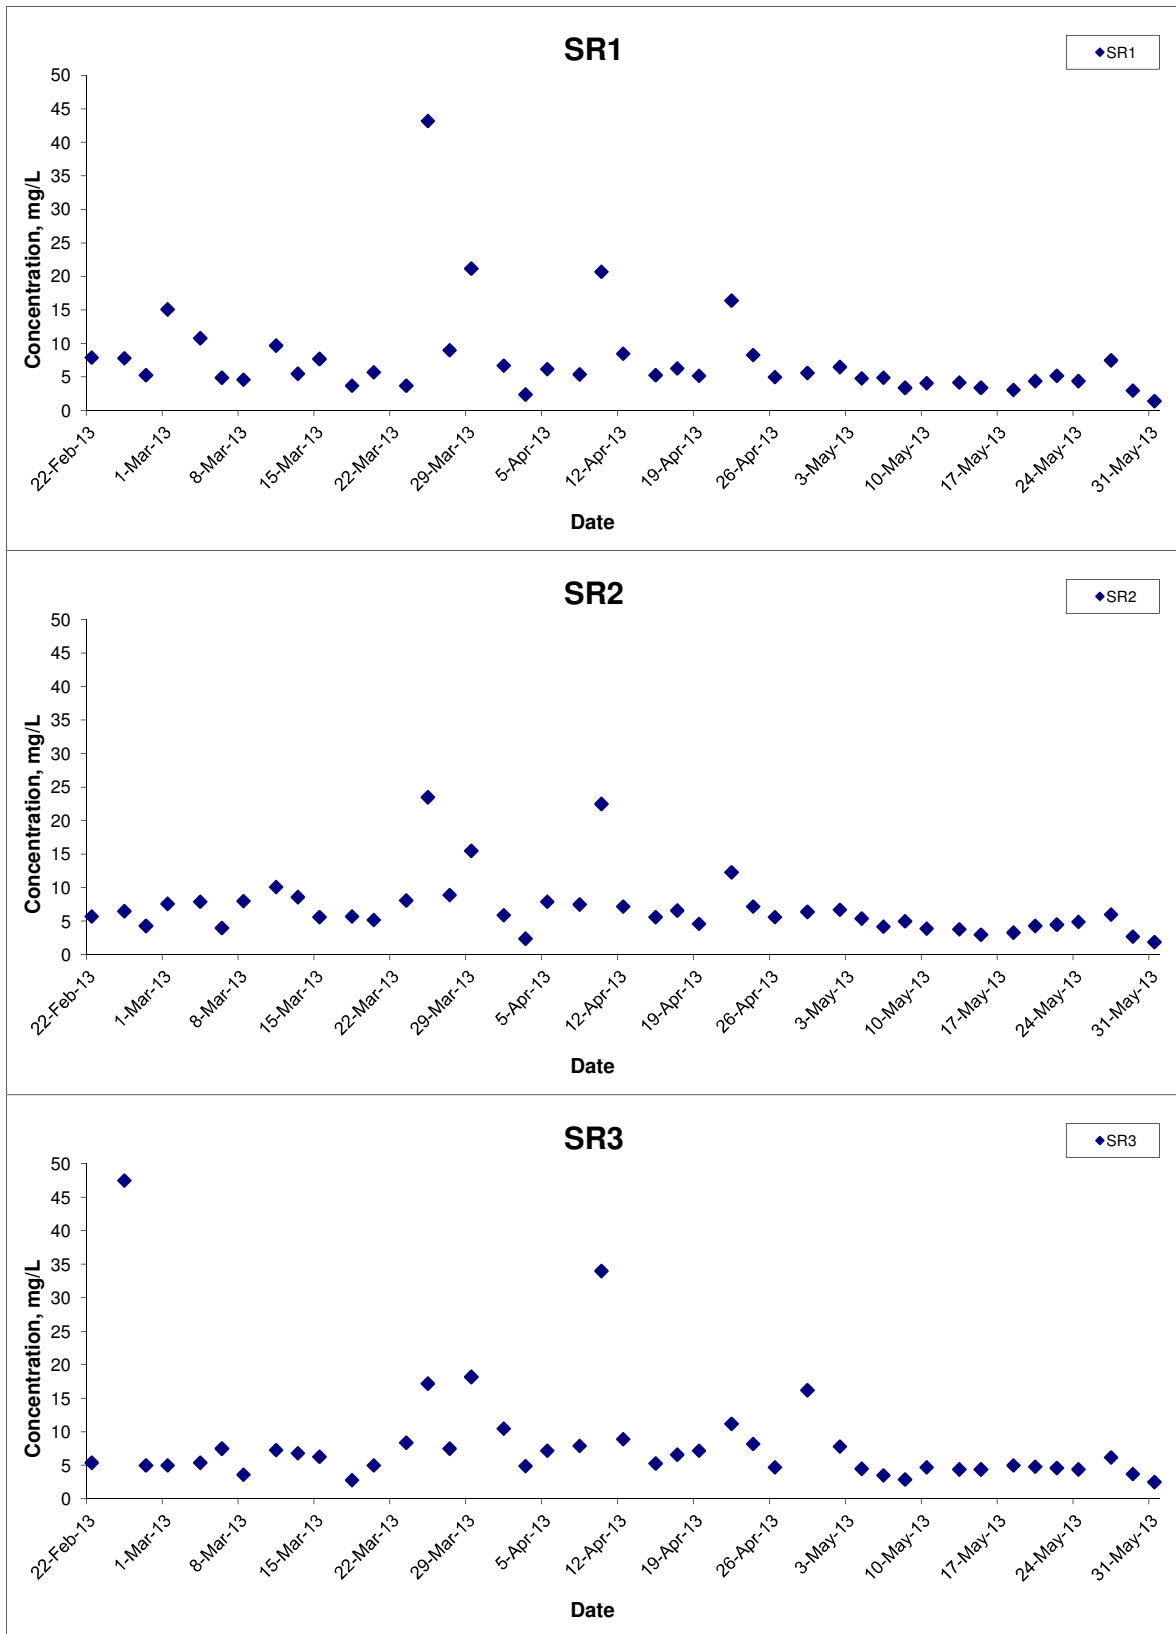 SR1
SR1
50
45
40
35
30
25
20
15
10
5
0
Concentration, mg/L
22-Feb-13
1-Mar-13
8-Mar-13
15-Mar-13
22-Mar-13
29-Mar-13
5-Apr-13
12-Apr-13
19-Apr-13
26-Apr-13
3-May-13
10-May-13
17-May-13
24-May-13
31-May-13
Date
SR2
SR2
50
45
40
35
30
25
20
15
10
5
0
Concentration, mg/L
22-Feb-13
1-Mar-13
8-Mar-13
15-Mar-13
22-Mar-13
29-Mar-13
5-Apr-13
12-Apr-13
19-Apr-13
26-Apr-13
3-May-13
10-May-13
17-May-13
24-May-13
31-May-13
Date
SR3
SR3
50
45
40
35
30
25
20
15
10
5
0
Concentration, mg/L
22-Feb-13
1-Mar-13
8-Mar-13
15-Mar-13
22-Mar-13
29-Mar-13
5-Apr-13
12-Apr-13
19-Apr-13
26-Apr-13
3-May-13
10-May-13
17-May-13
24-May-13
31-May-13
Date